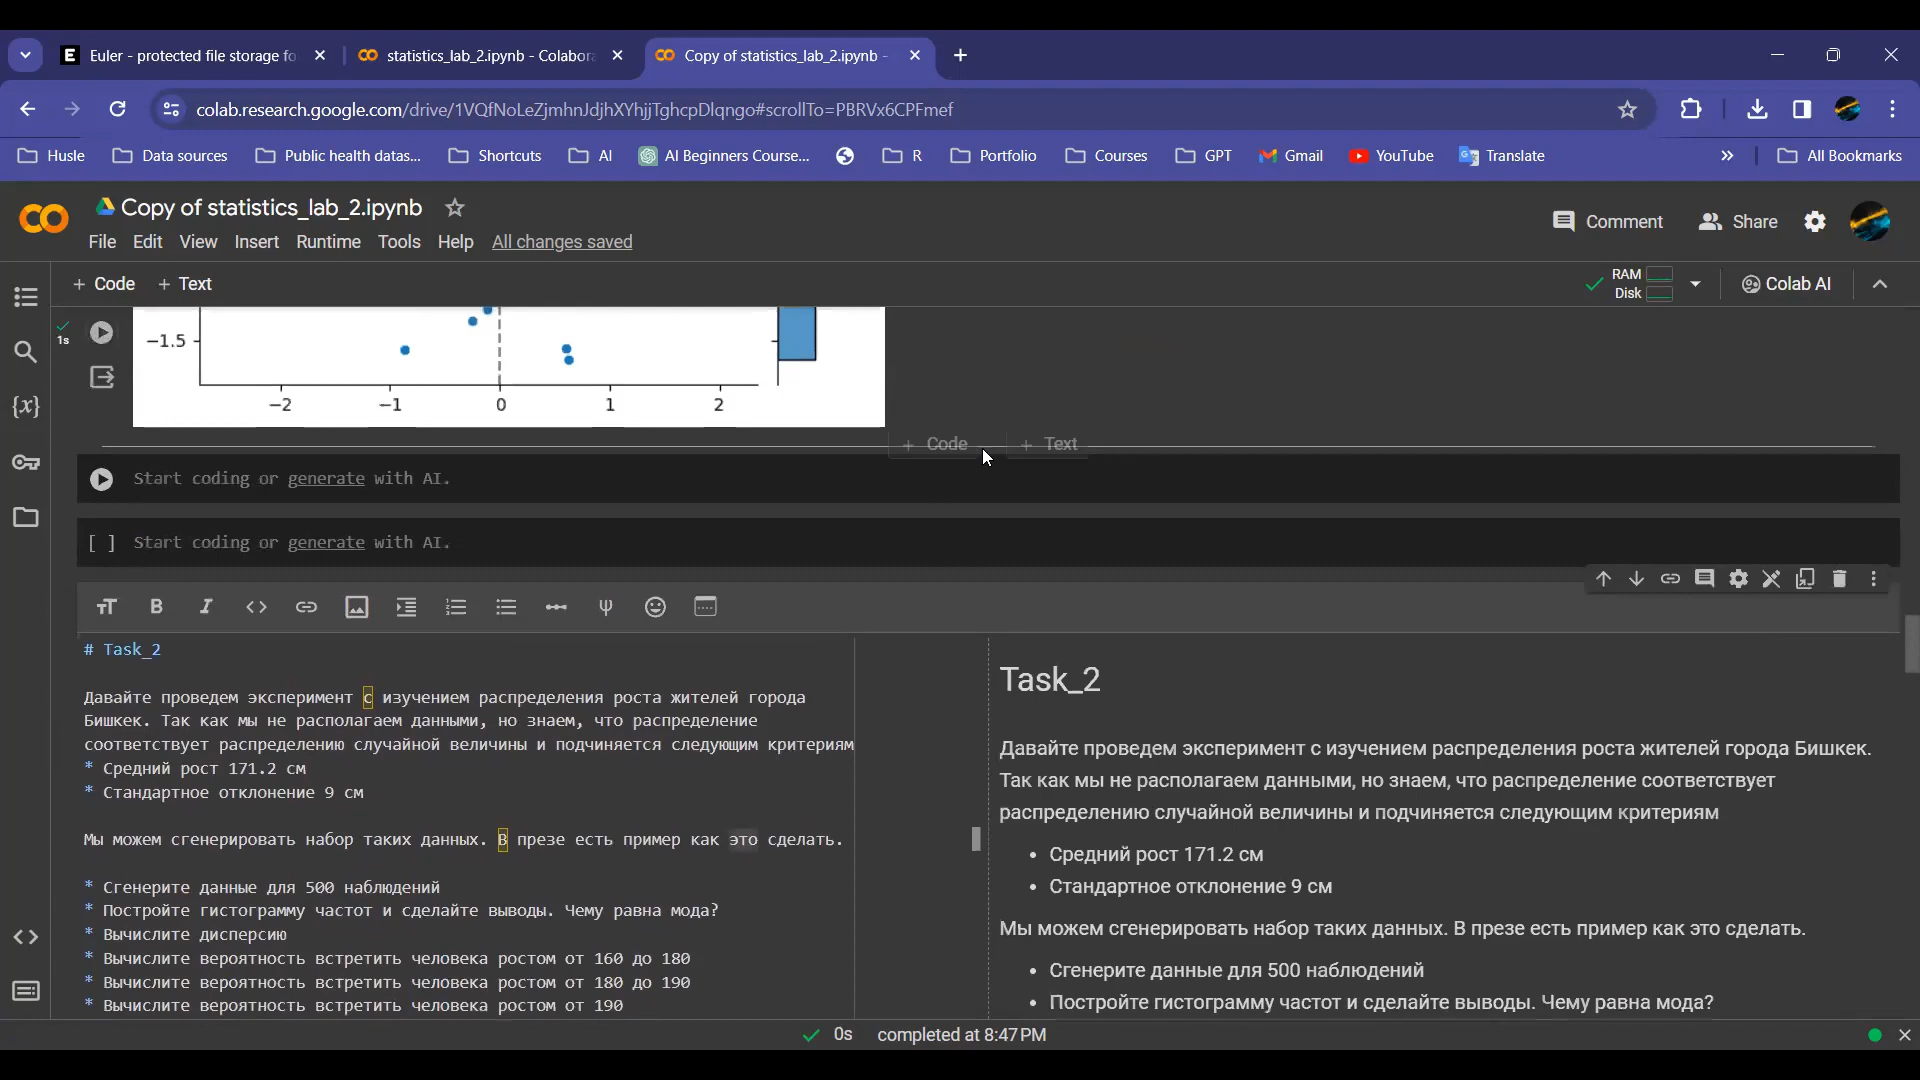 Euler - protected file storage fo
statistics_lab_2.ipynb - Colabora
Copy of statistics_lab_2.ipynb -
colab.research.google.com/drive/1VQfNoLeZjmhnJdjhXYhjjTghcpDlqngo#scrollTo=PBRVx6CPFmef
Husle
Data sources
Public health datas...
Shortcuts
AI
AI Beginners Course...
R
Portfolio
Courses
GPT
Gmail
YouTube
Translate
»
All Bookmarks
CO
Copy of statistics_lab_2.ipynb
File Edit View Insert Runtime Tools Help All changes saved
Comment
Share
+ Code + Text
RAM
Disk
Colab AI
1s
−1.5
−2 −1 0 1 2
+ Code + Text
Start coding or generate with AI.
[ ] Start coding or generate with AI.
# Task_2
Давайте проведем эксперимент с изучением распределения роста жителей города
Бишкек. Так как мы не располагаем данными, но знаем, что распределение
соответствует распределению случайной величины и подчиняется следующим критериям
* Средний рост 171.2 см
* Стандартное отклонение 9 см
Мы можем сгенерировать набор таких данных. В презе есть пример как это сделать.
* Сгенерите данные для 500 наблюдений
* Постройте гистограмму частот и сделайте выводы. Чему равна мода?
* Вычислите дисперсию
* Вычислите вероятность встретить человека ростом от 160 до 180
* Вычислите вероятность встретить человека ростом от 180 до 190
* Вычислите вероятность встретить человека ростом от 190
Task_2
Давайте проведем эксперимент с изучением распределения роста жителей города Бишкек.
Так как мы не располагаем данными, но знаем, что распределение соответствует
распределению случайной величины и подчиняется следующим критериям
• Средний рост 171.2 см
• Стандартное отклонение 9 см
Мы можем сгенерировать набор таких данных. В презе есть пример как это сделать.
• Сгенерите данные для 500 наблюдений
• Постройте гистограмму частот и сделайте выводы. Чему равна мода?
0s completed at 8:47 PM